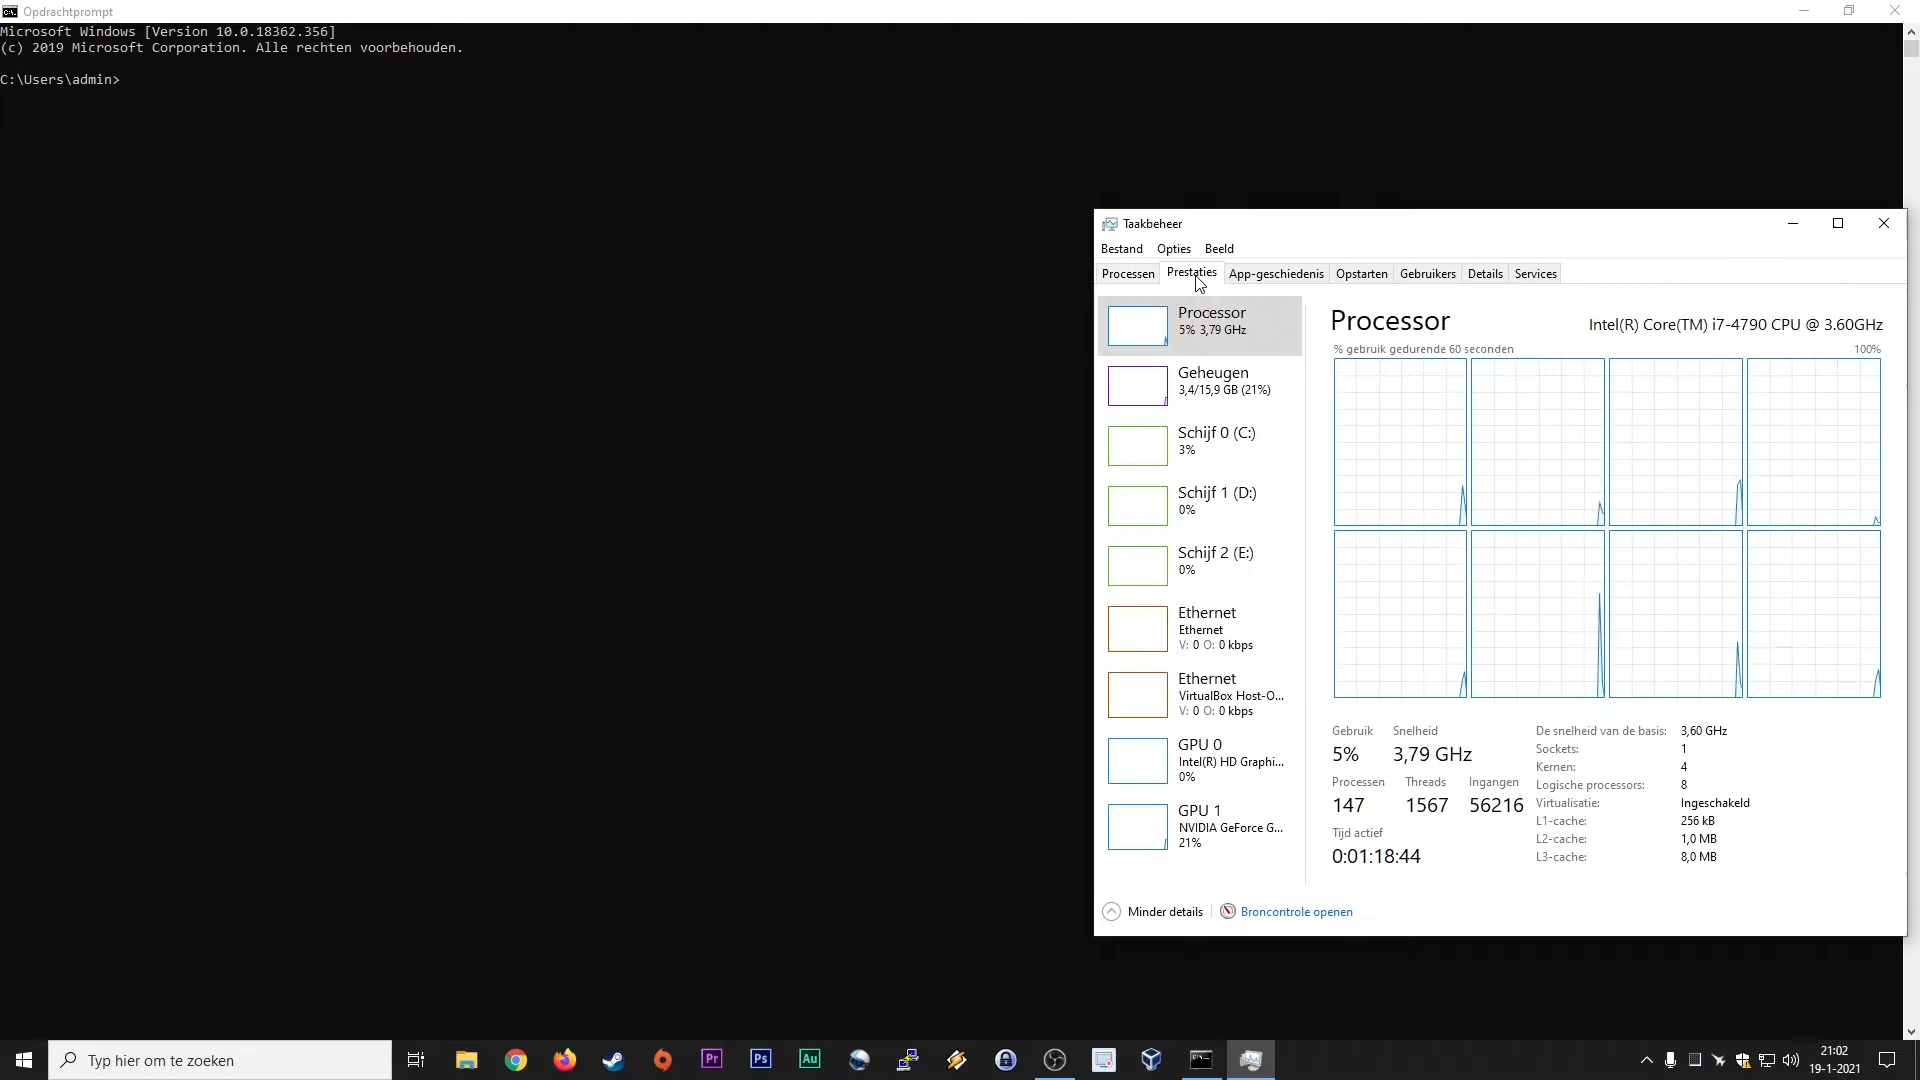 Opdrachtprompt
Microsoft Windows [Version 10.0.18362.356]
(c) 2019 Microsoft Corporation. Alle rechten voorbehouden.
C:\Users\admin>
Taakbeheer
Bestand Opties Beeld
Processen Prestaties App-geschiedenis Opstarten Gebruikers Details Services
Processor
5% 3,79 GHz
Geheugen
3,4/15,9 GB (21%)
Schijf 0 (C:)
3%
Schijf 1 (D:)
0%
Schijf 2 (E:)
0%
Ethernet
Ethernet
V: 0 O: 0 kbps
Ethernet
VirtualBox Host-O...
V: 0 O: 0 kbps
GPU 0
Intel(R) HD Graphi...
0%
GPU 1
NVIDIA GeForce G...
21%
Processor Intel(R) Core(TM) i7-4790 CPU @ 3.60GHz
% gebruik gedurende 60 seconden 100%
Gebruik Snelheid
5% 3,79 GHz
Processen Threads Ingangen
147 1567 56216
Tijd actief
0:01:18:44
De snelheid van de basis: 3,60 GHz
Sockets: 1
Kernen: 4
Logische processors: 8
Virtualisatie: Ingeschakeld
L1-cache: 256 kB
L2-cache: 1,0 MB
L3-cache: 8,0 MB
Minder details Broncontrole openen
Typ hier om te zoeken
Pr
Ps
Au
21:02
19-1-2021